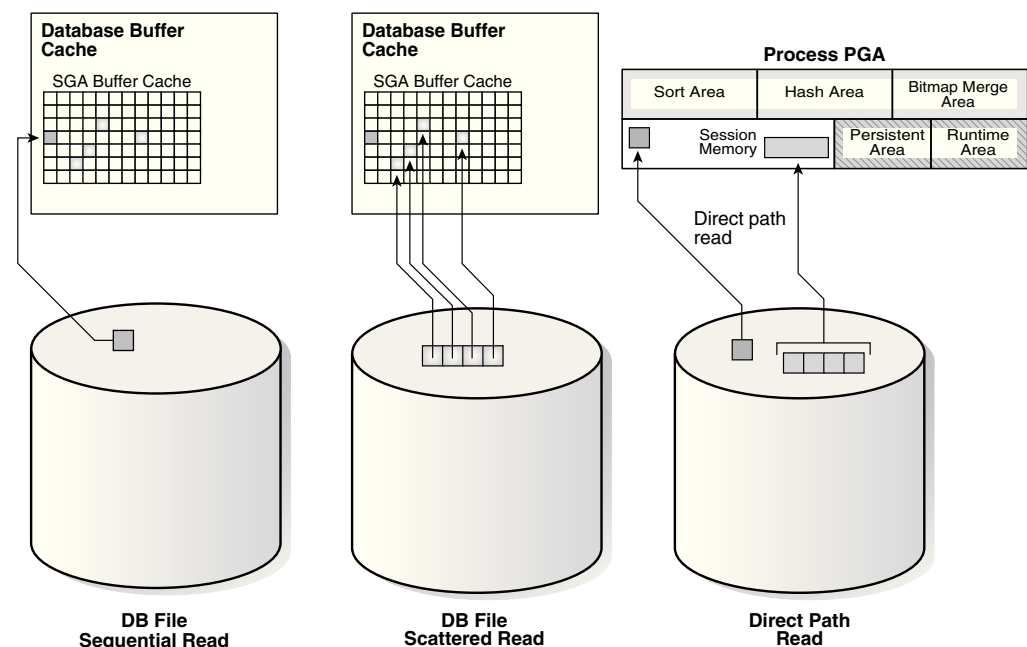 Database Buffer
Cache
SGA Buffer Cache
Database Buffer
Cache
SGA Buffer Cache
Process PGA
Sort Area
Hash Area
Bitmap Merge
Area
Session
Memory
Persistent
Area
Runtime
Area
Direct path
read
DB File
Sequential Read
DB File
Scattered Read
Direct Path
Read